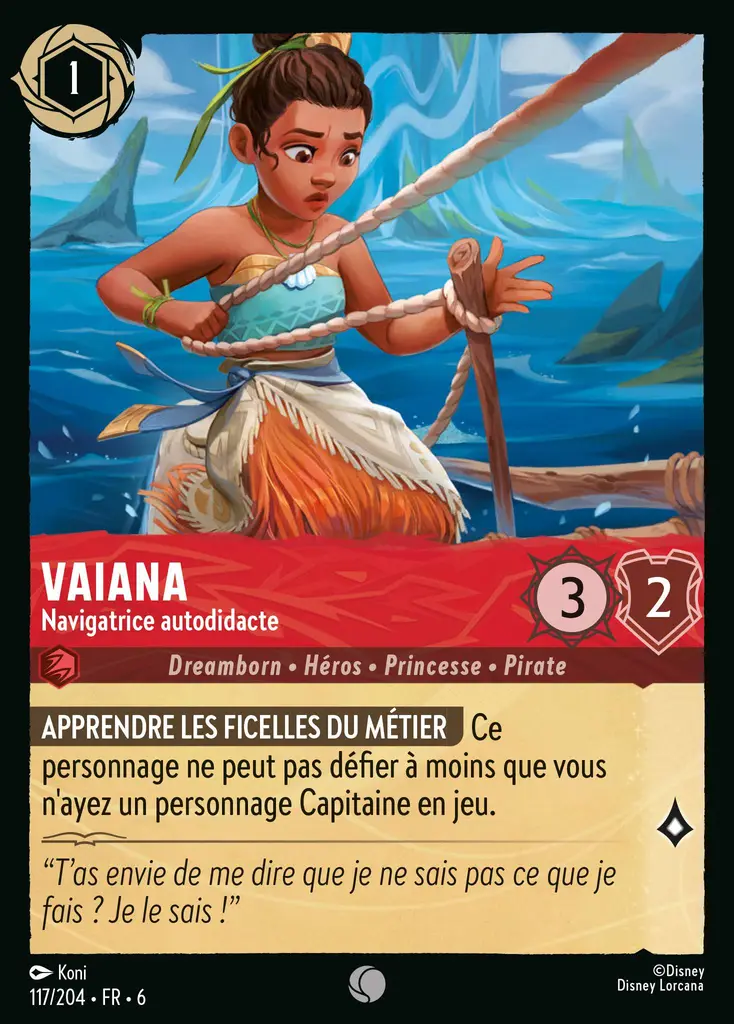 1
VAIANA
Navigatrice autodidacte
3
2
Dreamborn • Héros • Princesse • Pirate
APPRENDRE LES FICELLES DU MÉTIER Ce
personnage ne peut pas défier à moins que vous
n'ayez un personnage Capitaine en jeu.
“T'as envie de me dire que je ne sais pas ce que je
fais ? Je le sais !”
Koni
117/204 • FR • 6
©Disney
Disney Lorcana